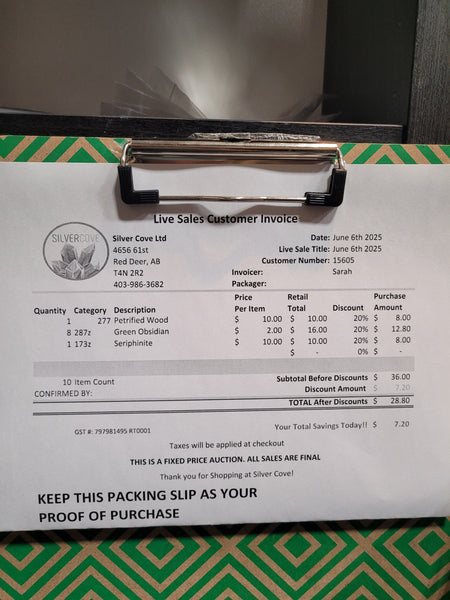 Live Sales Customer Invoice
SILVERCOVE
Silver Cove Ltd
4656 61st
Red Deer, AB
T4N 2R2
403-986-3682
Date: June 6th 2025
Live Sale Title: June 6th 2025
Customer Number: 15605
Invoicer: Sarah
Packager:
Quantity Category Description Price Per Item Retail Total Discount Purchase Amount
1 277 Petrified Wood $ 10.00 $ 10.00 20% $ 8.00
8 287z Green Obsidian $ 2.00 $ 16.00 20% $ 12.80
1 173z Seriphinite $ 10.00 $ 10.00 20% $ 8.00
$ - 0% $ -
10 Item Count Subtotal Before Discounts $ 36.00
CONFIRMED BY: Discount Amount $ 7.20
TOTAL After Discounts $ 28.80
GST #: 797981495 RT0001 Your Total Savings Today!! $ 7.20
Taxes will be applied at checkout
THIS IS A FIXED PRICE AUCTION. ALL SALES ARE FINAL
Thank you for Shopping at Silver Cove!
KEEP THIS PACKING SLIP AS YOUR
PROOF OF PURCHASE